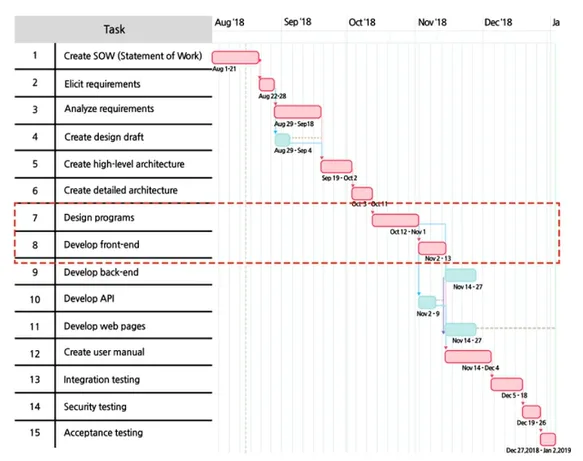 Task Aug '18 Sep '18 Oct '18 Nov '18 Dec '18 Ja
1 Create SOW (Statement of Work)
Aug 1-21
2 Elicit requirements
Aug 22-28
3 Analyze requirements
Aug 29 - Sep18
4 Create design draft
Aug 29 - Sep 4
5 Create high-level architecture
Sep 19 - Oct 2
6 Create detailed architecture
Oct 3 - Oct 11
7 Design programs
Oct 12 - Nov 1
8 Develop front-end
Nov 2 - 13
9 Develop back-end
Nov 14 - 27
10 Develop API
Nov 2 - 9
11 Develop web pages
Nov 14 - 27
12 Create user manual
Nov 14 - Dec 4
13 Integration testing
Dec 5 - 18
14 Security testing
Dec 19 - 26
15 Acceptance testing
Dec 27,2018 - Jan 2,2019